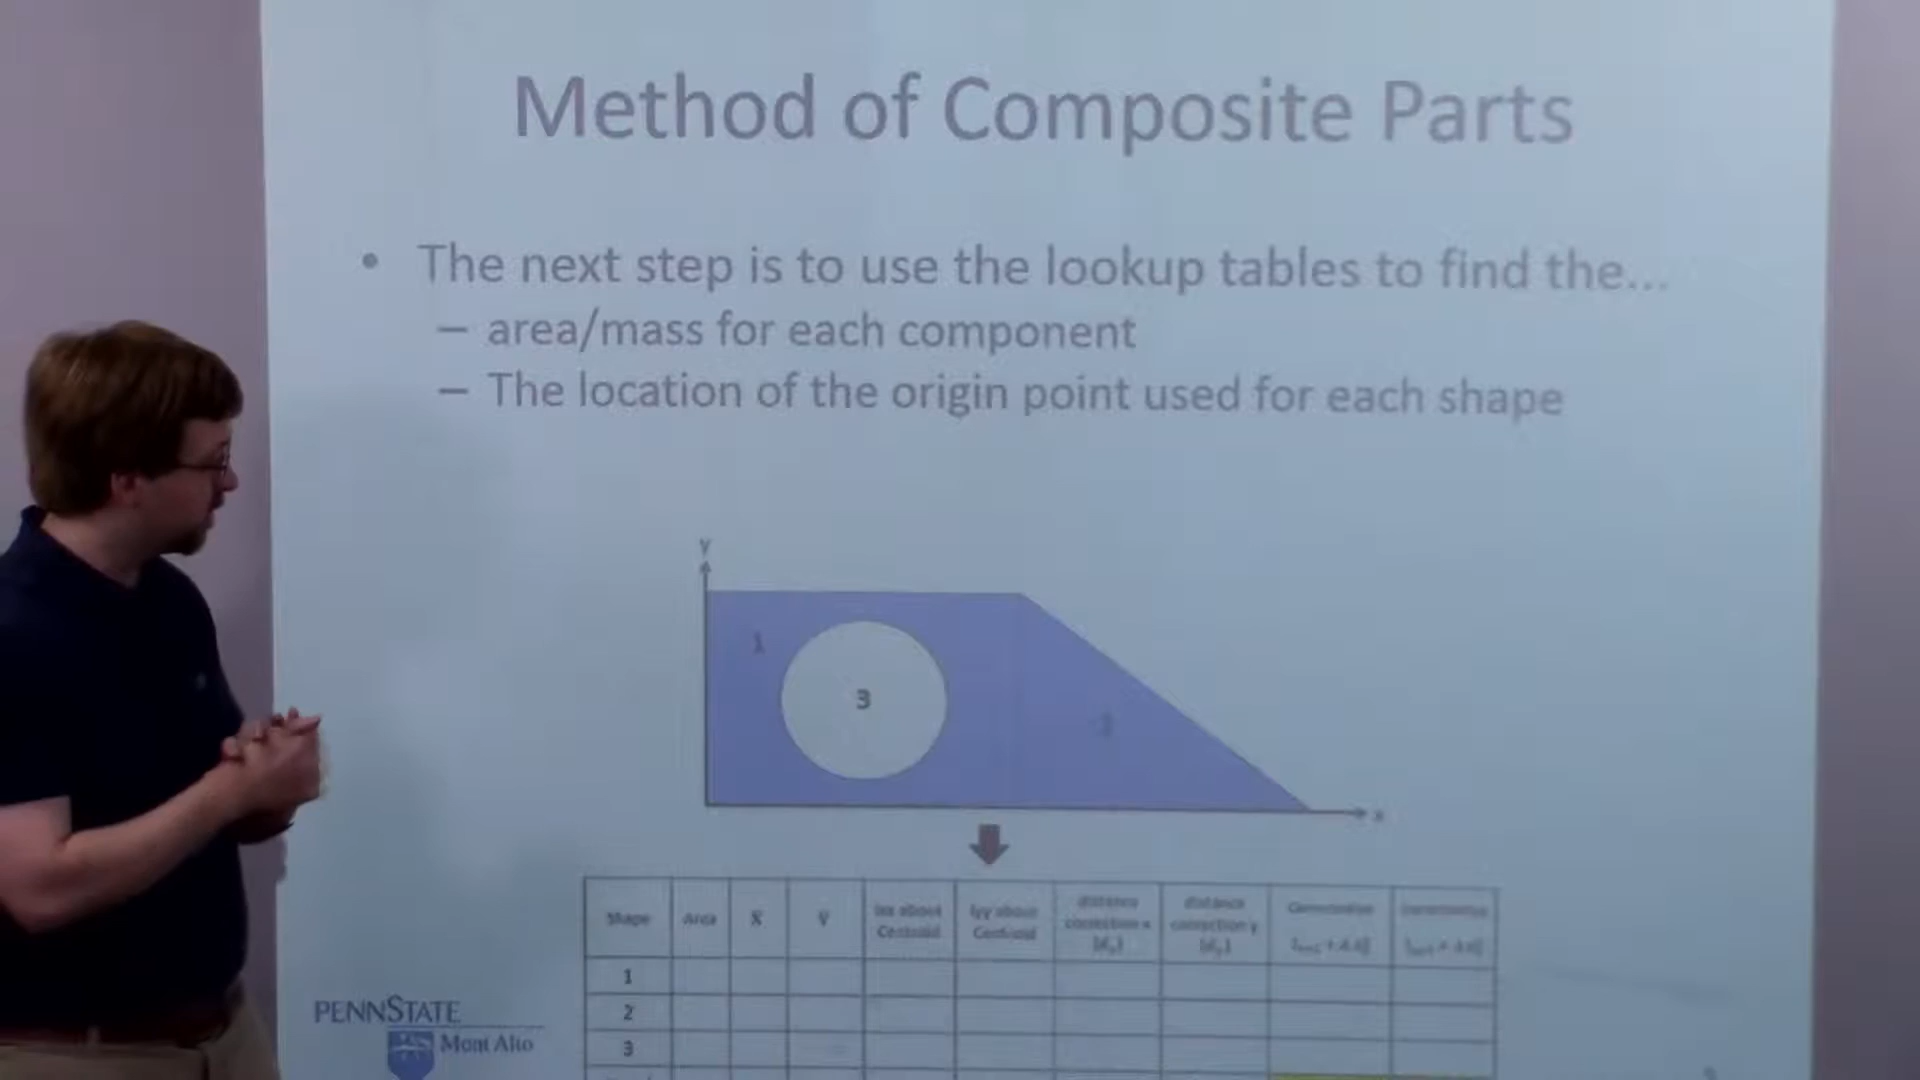 Method of Composite Parts
• The next step is to use the lookup tables to find the...
– area/mass for each component
– The location of the origin point used for each shape
y
1
3
2
x
Shape Area X̄ Ȳ Ixx about Centroid Iyy about Centroid distance correction x (dₓ) distance correction y (dᵧ)
1
2
3
PENNSTATE
Mont Alto